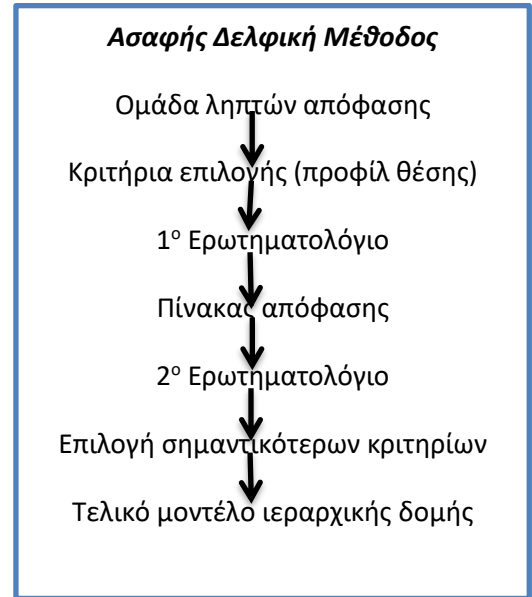 Ασαφής Δελφική Μέθοδος
Ομάδα ληπτών απόφασης
Κριτήρια επιλογής (προφίλ θέσης)
1ο Ερωτηματολόγιο
Πίνακας απόφασης
2ο Ερωτηματολόγιο
Επιλογή σημαντικότερων κριτηρίων
Τελικό μοντέλο ιεραρχικής δομής